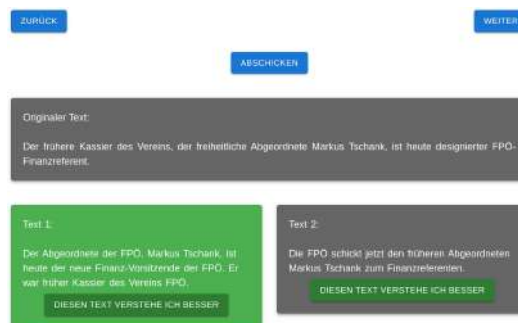 ZURÜCK
WEITER
ABSCHICKEN
Originaler Text:
Der frühere Kassier des Vereins, der freiheitliche Abgeordnete Markus Tschank, ist heute designierter FPÖ-
Finanzreferent.
Text 1:
Der Abgeordnete der FPÖ, Markus Tschank, ist
heute der neue Finanz-Vorsitzende der FPÖ. Er
war früher Kassier des Vereins FPÖ.
DIESEN TEXT VERSTEHE ICH BESSER
Text 2:
Die FPÖ schickt jetzt den früheren Abgeordneten
Markus Tschank zum Finanzreferenten.
DIESEN TEXT VERSTEHE ICH BESSER